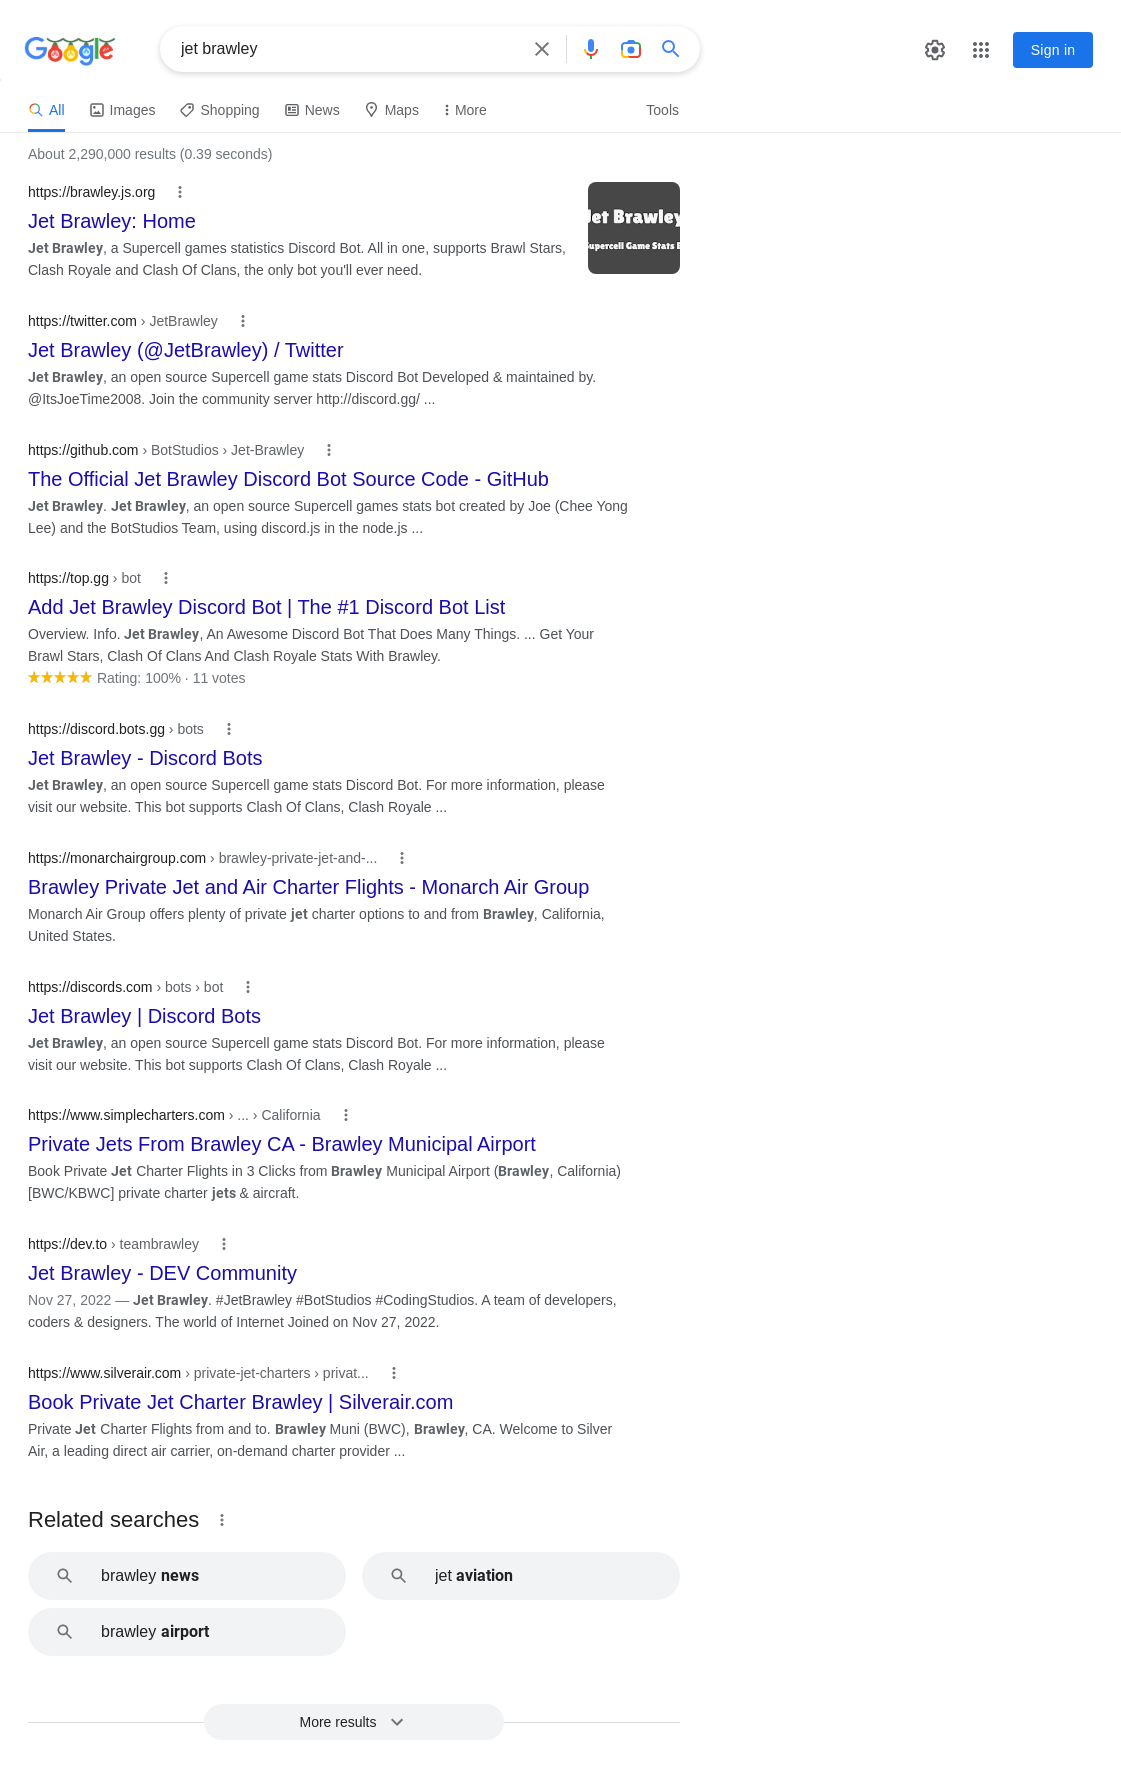 Google
jet brawley
Sign in
All Images Shopping News Maps More Tools
About 2,290,000 results (0.39 seconds)
https://brawley.js.org
Jet Brawley: Home
Jet Brawley, a Supercell games statistics Discord Bot. All in one, supports Brawl Stars,
Clash Royale and Clash Of Clans, the only bot you'll ever need.
Jet Brawley
Supercell Game Stats
https://twitter.com › JetBrawley
Jet Brawley (@JetBrawley) / Twitter
Jet Brawley, an open source Supercell game stats Discord Bot Developed & maintained by.
@ItsJoeTime2008. Join the community server http://discord.gg/ ...
https://github.com › BotStudios › Jet-Brawley
The Official Jet Brawley Discord Bot Source Code - GitHub
Jet Brawley. Jet Brawley, an open source Supercell games stats bot created by Joe (Chee Yong
Lee) and the BotStudios Team, using discord.js in the node.js ...
https://top.gg › bot
Add Jet Brawley Discord Bot | The #1 Discord Bot List
Overview. Info. Jet Brawley, An Awesome Discord Bot That Does Many Things. ... Get Your
Brawl Stars, Clash Of Clans And Clash Royale Stats With Brawley.
Rating: 100% · 11 votes
https://discord.bots.gg › bots
Jet Brawley - Discord Bots
Jet Brawley, an open source Supercell game stats Discord Bot. For more information, please
visit our website. This bot supports Clash Of Clans, Clash Royale ...
https://monarchairgroup.com › brawley-private-jet-and-...
Brawley Private Jet and Air Charter Flights - Monarch Air Group
Monarch Air Group offers plenty of private jet charter options to and from Brawley, California,
United States.
https://discords.com › bots › bot
Jet Brawley | Discord Bots
Jet Brawley, an open source Supercell game stats Discord Bot. For more information, please
visit our website. This bot supports Clash Of Clans, Clash Royale ...
https://www.simplecharters.com › ... › California
Private Jets From Brawley CA - Brawley Municipal Airport
Book Private Jet Charter Flights in 3 Clicks from Brawley Municipal Airport (Brawley, California)
[BWC/KBWC] private charter jets & aircraft.
https://dev.to › teambrawley
Jet Brawley - DEV Community
Nov 27, 2022 — Jet Brawley. #JetBrawley #BotStudios #CodingStudios. A team of developers,
coders & designers. The world of Internet Joined on Nov 27, 2022.
https://www.silverair.com › private-jet-charters › privat...
Book Private Jet Charter Brawley | Silverair.com
Private Jet Charter Flights from and to. Brawley Muni (BWC), Brawley, CA. Welcome to Silver
Air, a leading direct air carrier, on-demand charter provider ...
Related searches
brawley news
jet aviation
brawley airport
More results